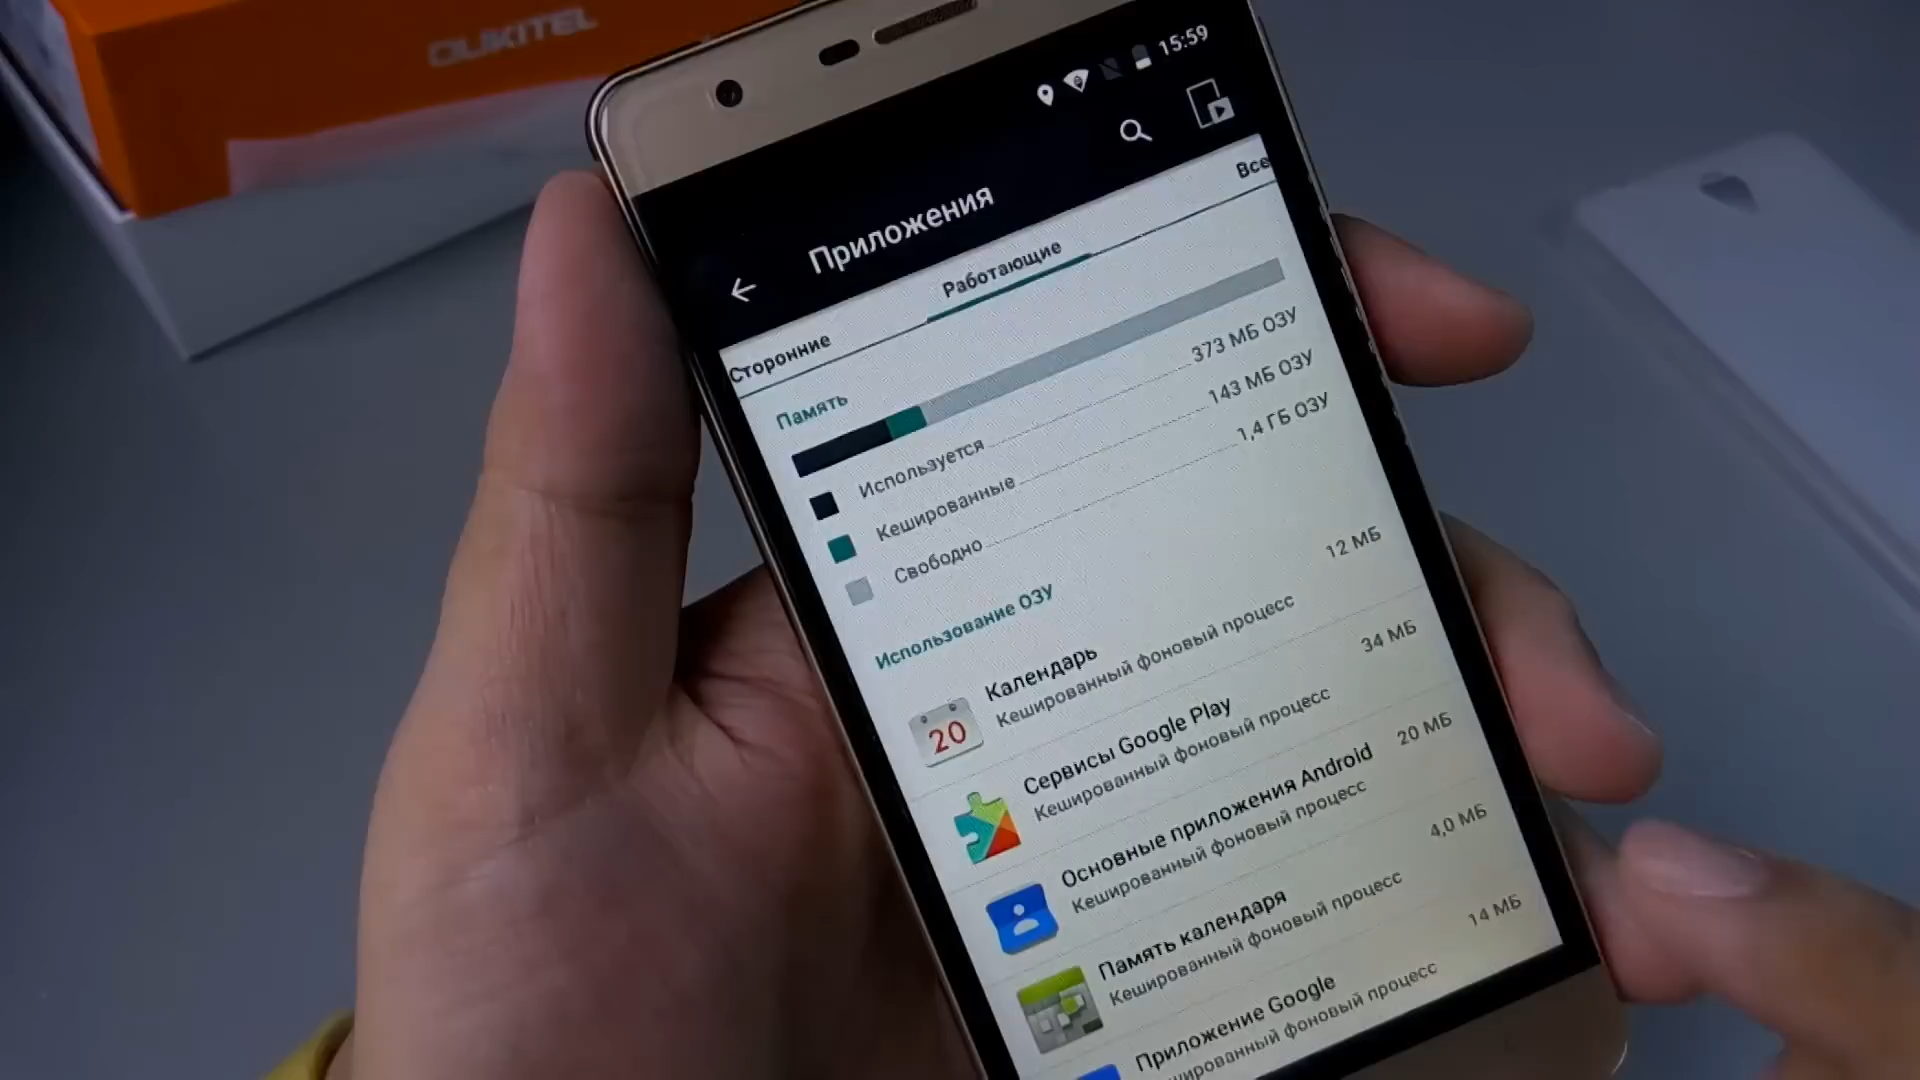 OUKITEL
15:59
Приложения
Сторонние
Работающие
Все
Память
Используется 373 МБ ОЗУ
Кешированные 143 МБ ОЗУ
Свободно 1,4 ГБ ОЗУ
Использование ОЗУ
20
Календарь 12 МБ
Кешированный фоновый процесс
Сервисы Google Play 34 МБ
Кешированный фоновый процесс
Основные приложения Android 20 МБ
Кешированный фоновый процесс
Память календаря 4,0 МБ
Кешированный фоновый процесс
Приложение Google 14 МБ
фоновый процесс